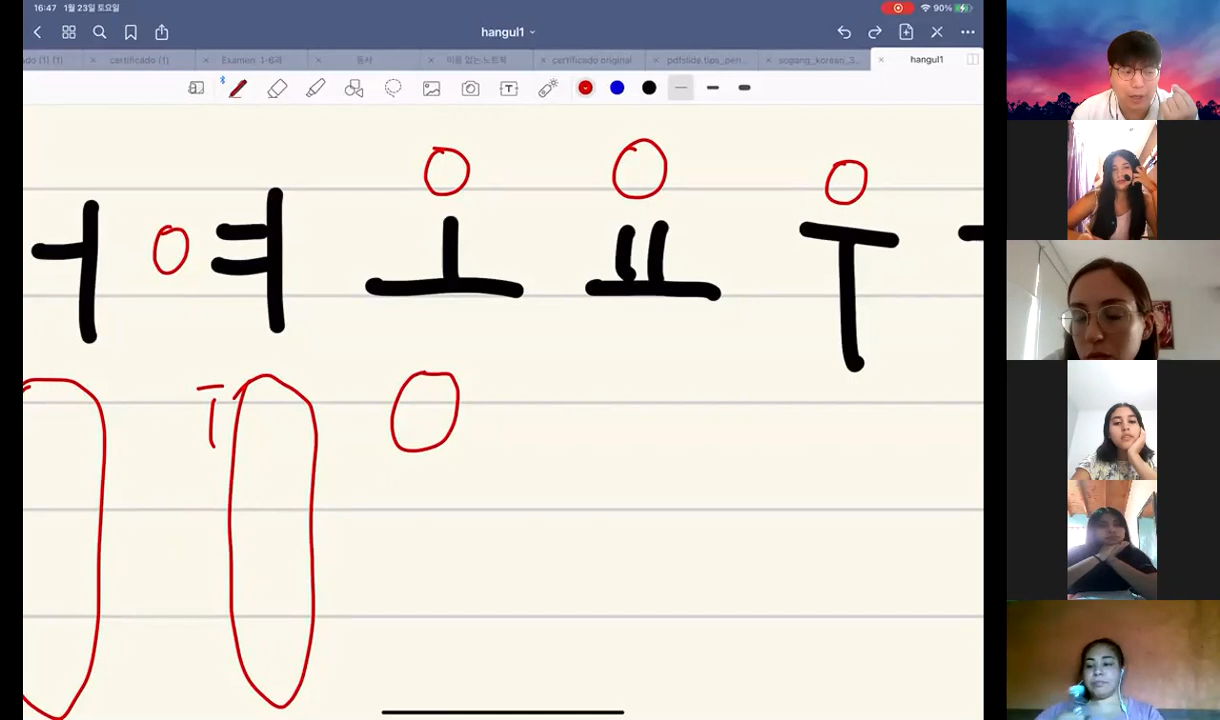 16:47 1월 23일 토요일 90%
hangul1
certificado (1) Examen 1-6과 동사 이름 없는 노트북 certificado original pdfslide.tips_pen... sogang_korean_3... hangul1
ㅓ ㅇㅕ ㅗ ㅛ ㅜ